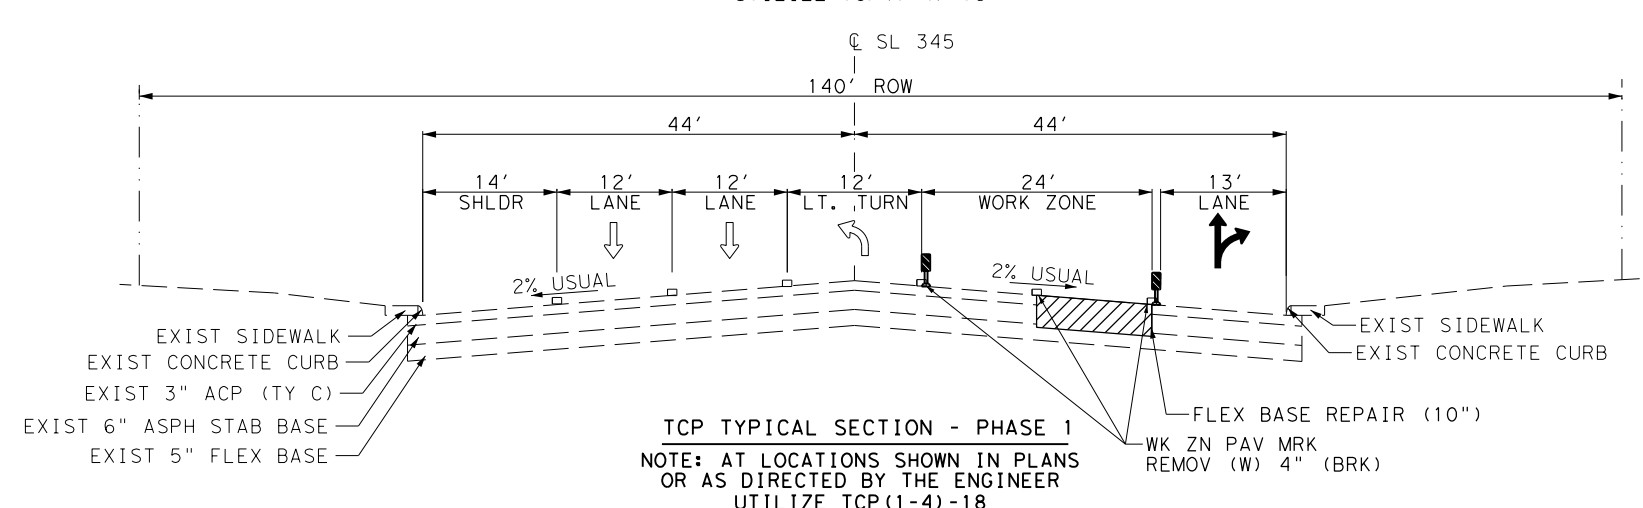 ℄ SL 345
140' ROW
44' 44'
14' 12' 12' 12' 24' 13'
SHLDR LANE LANE LT. TURN WORK ZONE LANE
2% USUAL 2% USUAL
EXIST SIDEWALK
EXIST CONCRETE CURB
EXIST 3" ACP (TY C)
EXIST 6" ASPH STAB BASE
EXIST 5" FLEX BASE
EXIST SIDEWALK
EXIST CONCRETE CURB
FLEX BASE REPAIR (10")
WK ZN PAV MRK
REMOV (W) 4" (BRK)
TCP TYPICAL SECTION - PHASE 1
NOTE: AT LOCATIONS SHOWN IN PLANS
OR AS DIRECTED BY THE ENGINEER
UTILIZE TCP(1-4)-18